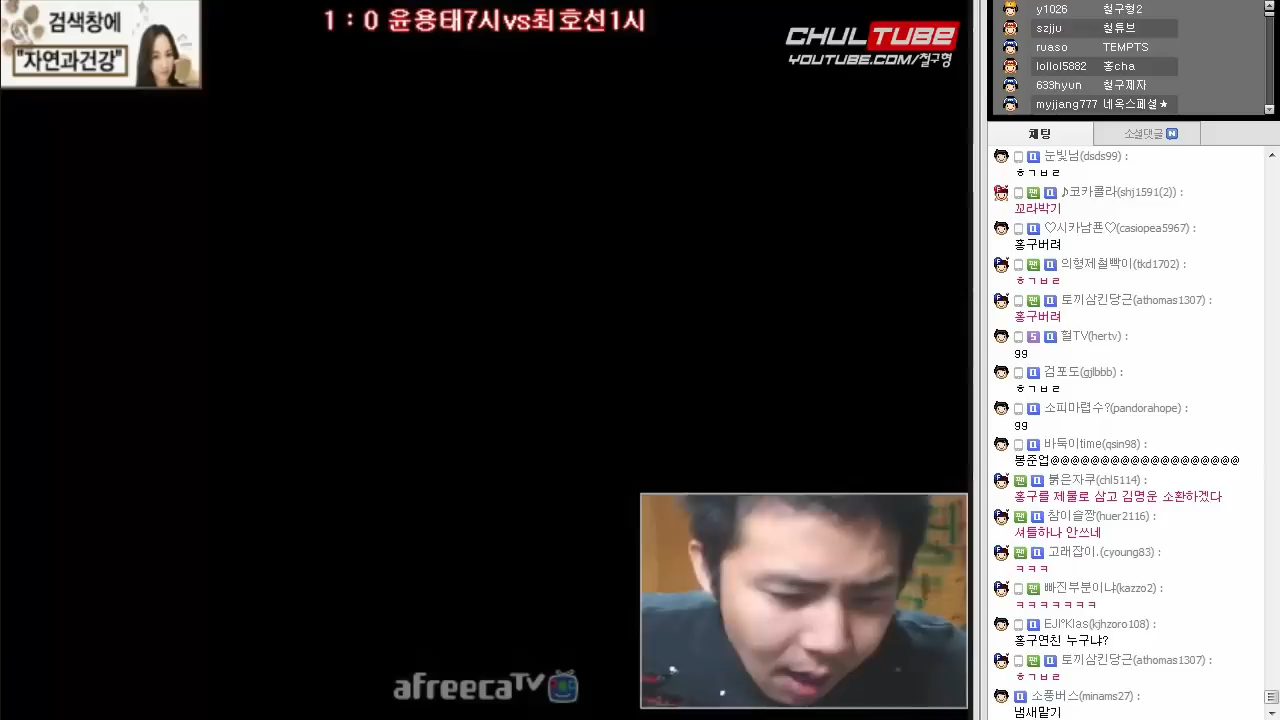 검색창에
"자연과건강"
1 : 0 윤용태7시vs최호선1시
CHULTUBE
YOUTUBE.COM/철구형
afreecaTV
y1026 철구형2
szjju 철튜브
ruaso TEMPTS
lollol5882 홍cha
633hyun 철구제자
myjjang777 네옥스페셜★
채팅 소셜댓글 N
눈빛님(dsds99) :
ㅎㄱㅂㄹ
팬 ♪코카콜라(shj1591(2)) :
꼬라박기
♡시카남폰♡(casiopea5967) :
홍구버려
팬 의형제철빡이(tkd1702) :
ㅎㄱㅂㄹ
팬 토끼삼킨당근(athomas1307) :
홍구버려
S 헐TV(hertv) :
gg
검포도(gjlbbb) :
ㅎㄱㅂㄹ
소피마렵수?(pandorahope) :
gg
바둑이time(qsin98) :
봉준업@@@@@@@@@@@@@@@@@@@
팬 붉은자쿠(chl5114) :
홍구를 제물로 삼고 김명운 소환하겠다
팬 참이슬짱(huer2116) :
셔틀하나 안쓰네
팬 고래잡이.(cyoung83) :
ㅋㅋㅋ
팬 빠진부분이냐(kazzo2) :
ㅋㅋㅋㅋㅋㅋㅋ
EJl°Klas(kjhzoro108) :
홍구연친 누구냐?
팬 토끼삼킨당근(athomas1307) :
ㅎㄱㅂㄹ
소풍버스(minams27) :
냄새맡기